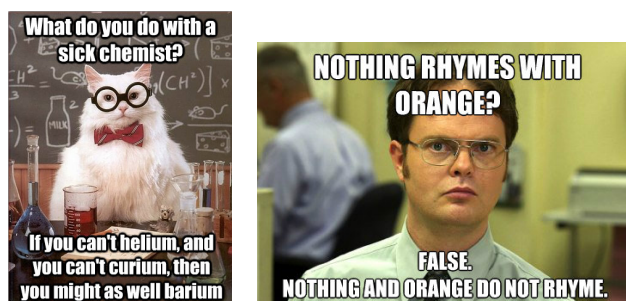 What do you do with a
sick chemist?
MILK
If you can't helium, and
you can't curium, then
you might as well barium
NOTHING RHYMES WITH
ORANGE?
FALSE.
NOTHING AND ORANGE DO NOT RHYME.